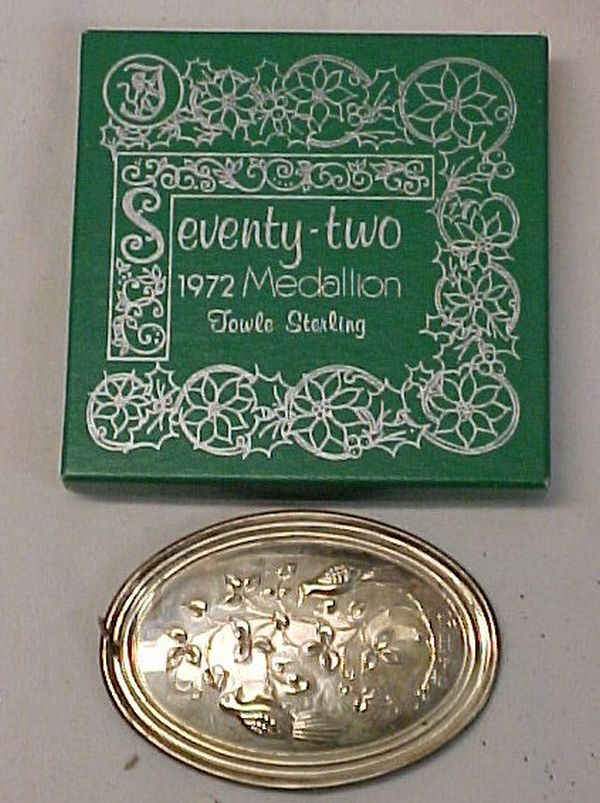 Seventy-two
1972 Medallion
Towle Sterling